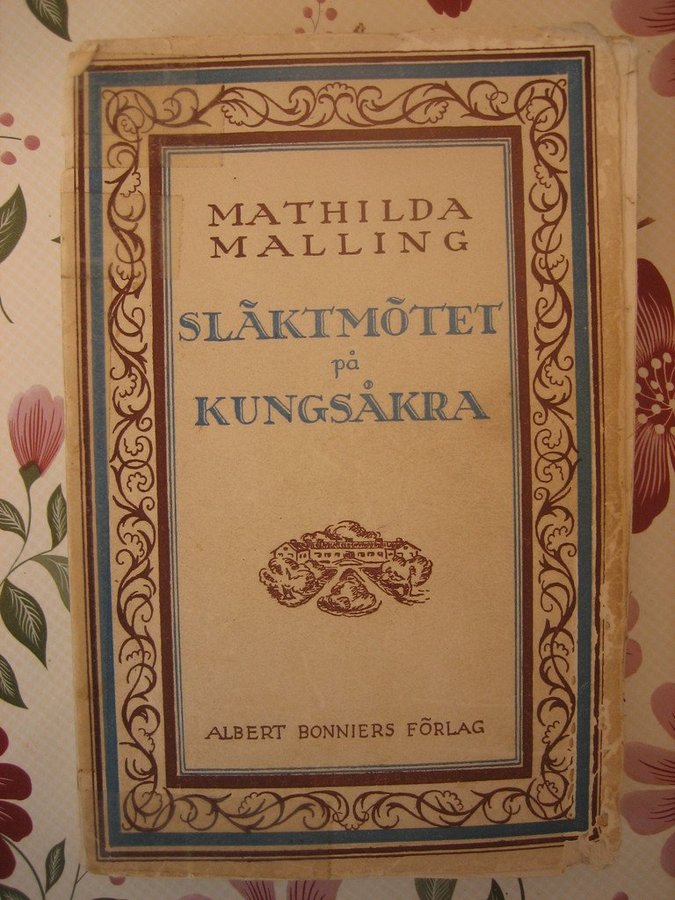 MATHILDA
MALLING
SLÄKTMÖTET
på
KUNGSÅKRA
ALBERT BONNIERS FÖRLAG